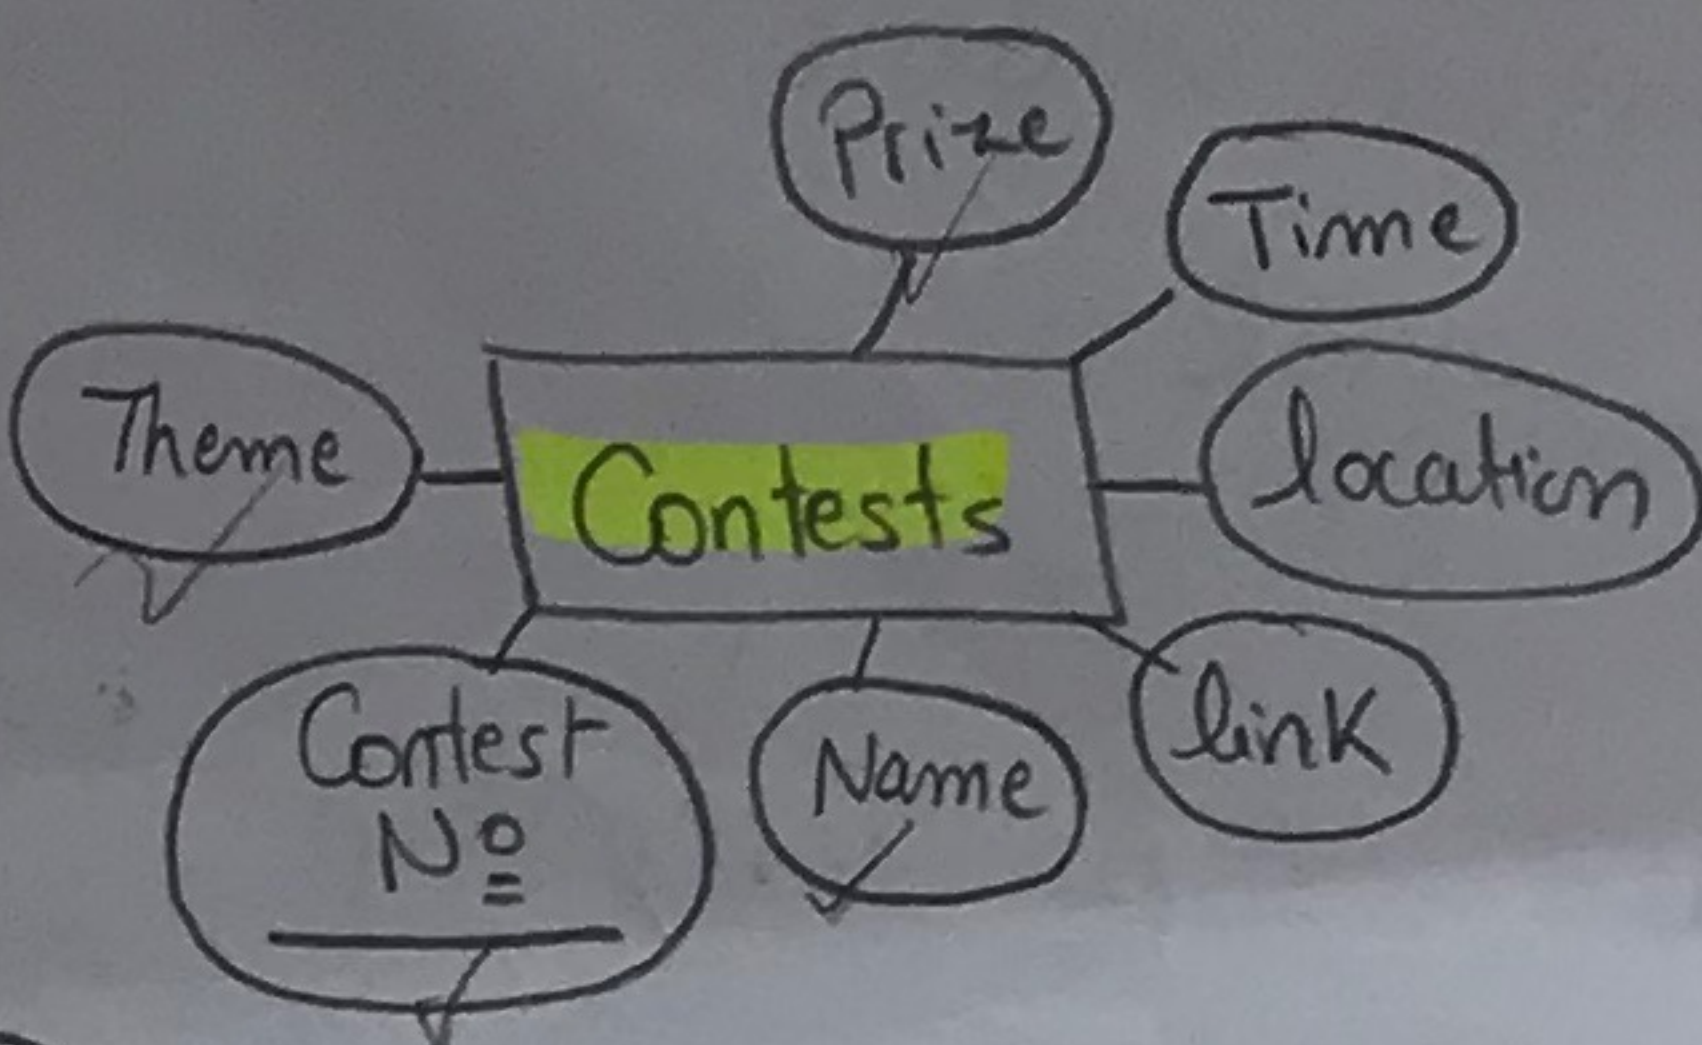 Prize
Time
Theme
Contests
location
Contest
Nº
Name
link